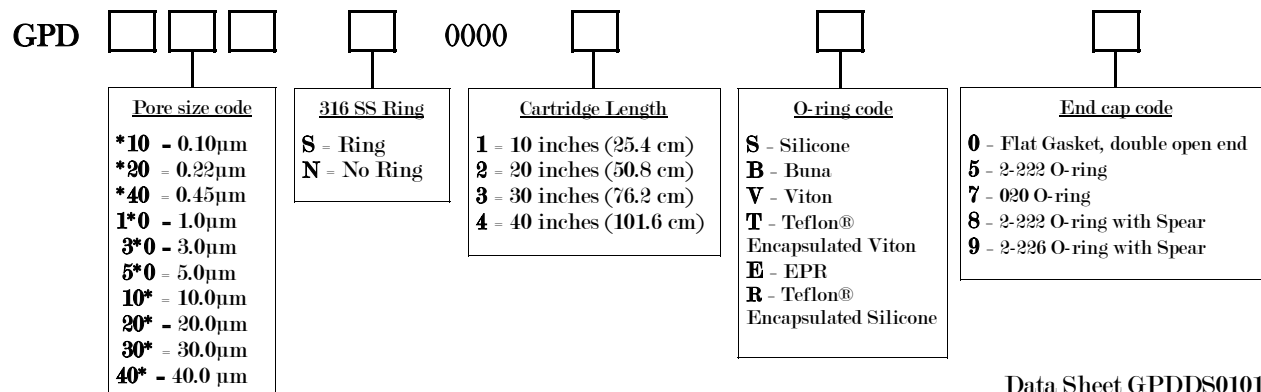 GPD 0000
Pore size code
*10 - 0.10µm
*20 - 0.22µm
*40 = 0.45µm
1*0 - 1.0µm
3*0 - 3.0µm
5*0 = 5.0µm
10* = 10.0µm
20* - 20.0µm
30* = 30.0µm
40* - 40.0 µm
316 SS Ring
S = Ring
N = No Ring
Cartridge Length
1 = 10 inches (25.4 cm)
2 = 20 inches (50.8 cm)
3 = 30 inches (76.2 cm)
4 = 40 inches (101.6 cm)
O-ring code
S - Silicone
B - Buna
V - Viton
T - Teflon®
Encapsulated Viton
E - EPR
R - Teflon®
Encapsulated Silicone
End cap code
0 - Flat Gasket, double open end
5 - 2-222 O-ring
7 - 020 O-ring
8 - 2-222 O-ring with Spear
9 - 2-226 O-ring with Spear
Data Sheet GPDDS0101